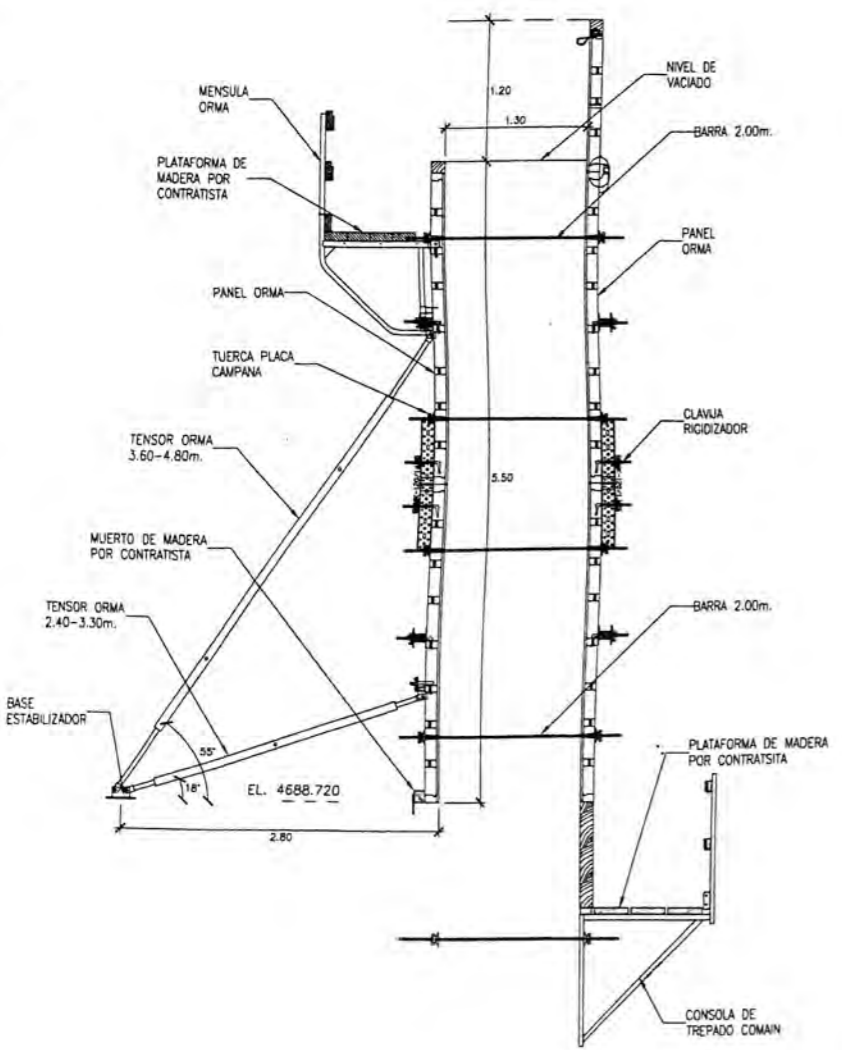 MENSULA
ORMA
PLATAFORMA DE
MADERA POR
CONTRATISTA
PANEL ORMA
TUERCA PLACA
CAMPANA
TENSOR ORMA
3.60-4.80m.
MUERTO DE MADERA
POR CONTRATISTA
TENSOR ORMA
2.40-3.30m.
BASE
ESTABILIZADOR
55°
18°
EL. 4688.720
2.80
1.20
1.30
5.50
NIVEL DE
VACIADO
BARRA 2.00m.
PANEL
ORMA
CLAVIJA
RIGIDIZADOR
BARRA 2.00m.
PLATAFORMA DE MADERA
POR CONTRATSITA
CONSOLA DE
TREPADO COMAIN